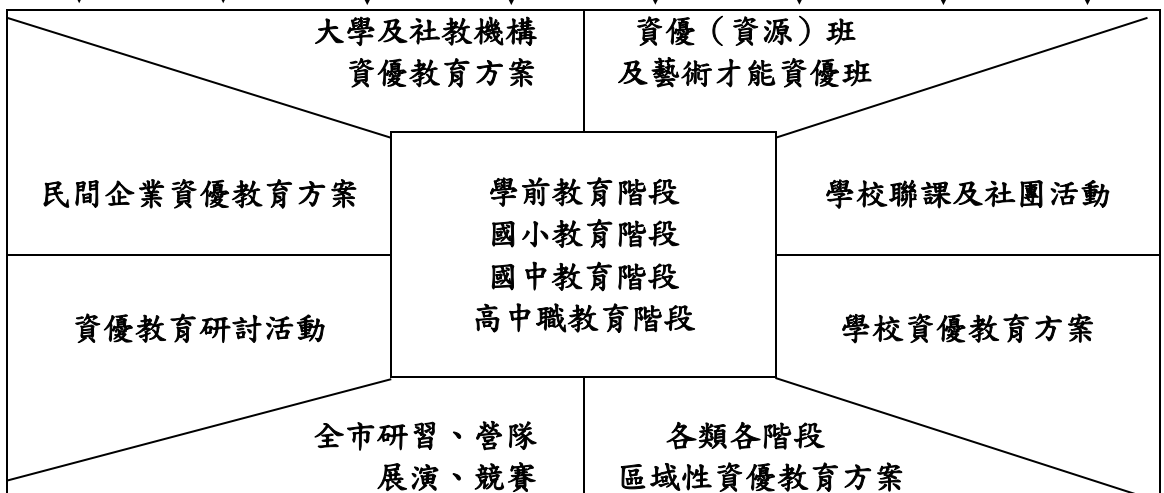 大學及社教機構
資優教育方案
資優（資源）班
及藝術才能資優班
民間企業資優教育方案
學前教育階段
國小教育階段
國中教育階段
高中職教育階段
學校聯課及社團活動
資優教育研討活動
學校資優教育方案
全市研習、營隊
展演、競賽
各類各階段
區域性資優教育方案